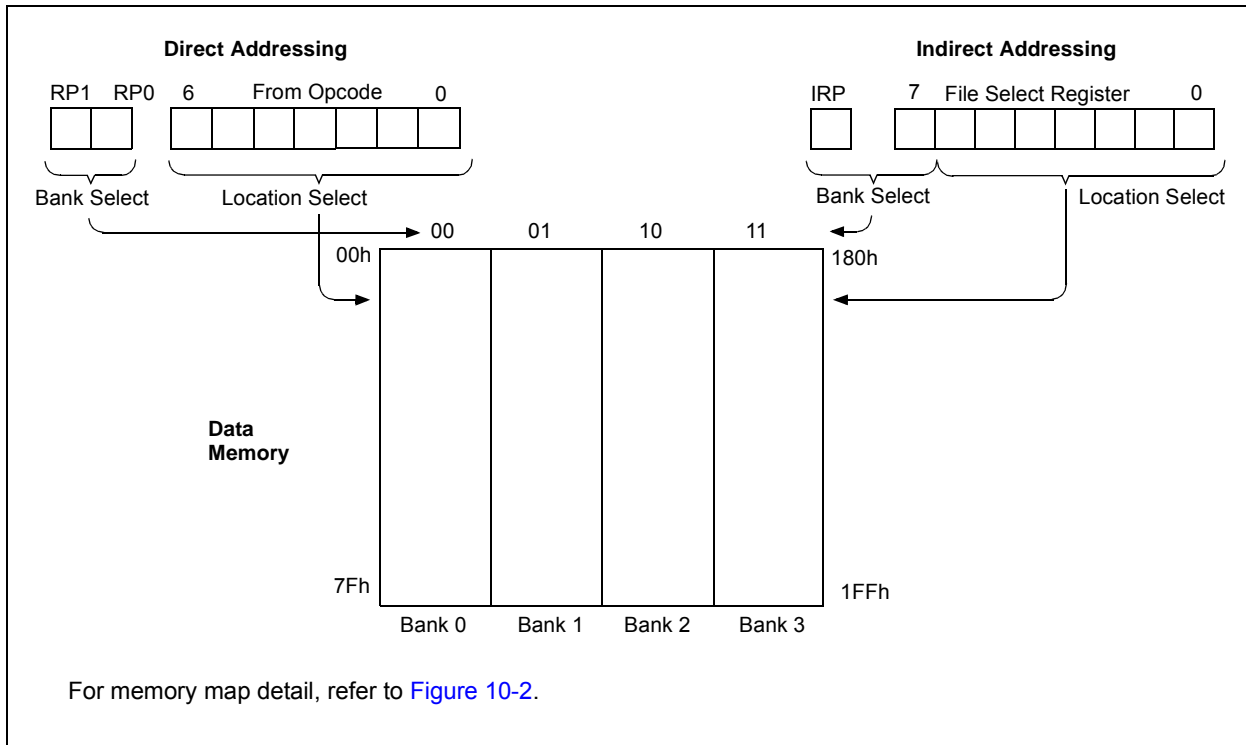 Direct Addressing
Indirect Addressing
RP1 RP0 6 From Opcode 0
IRP 7 File Select Register 0
Bank Select Location Select
Bank Select Location Select
00 01 10 11
00h 180h
Data
Memory
7Fh 1FFh
Bank 0 Bank 1 Bank 2 Bank 3
For memory map detail, refer to Figure 10-2.